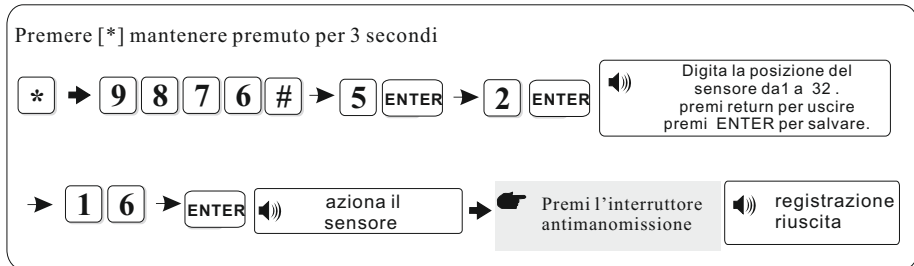 Premere [*] mantenere premuto per 3 secondi
* 9 8 7 6 # 5 ENTER 2 ENTER
Digita la posizione del
sensore da1 a 32 .
premi return per uscire
premi ENTER per salvare.
1 6 ENTER
aziona il
sensore
Premi l'interruttore
antimanomissione
registrazione
riuscita